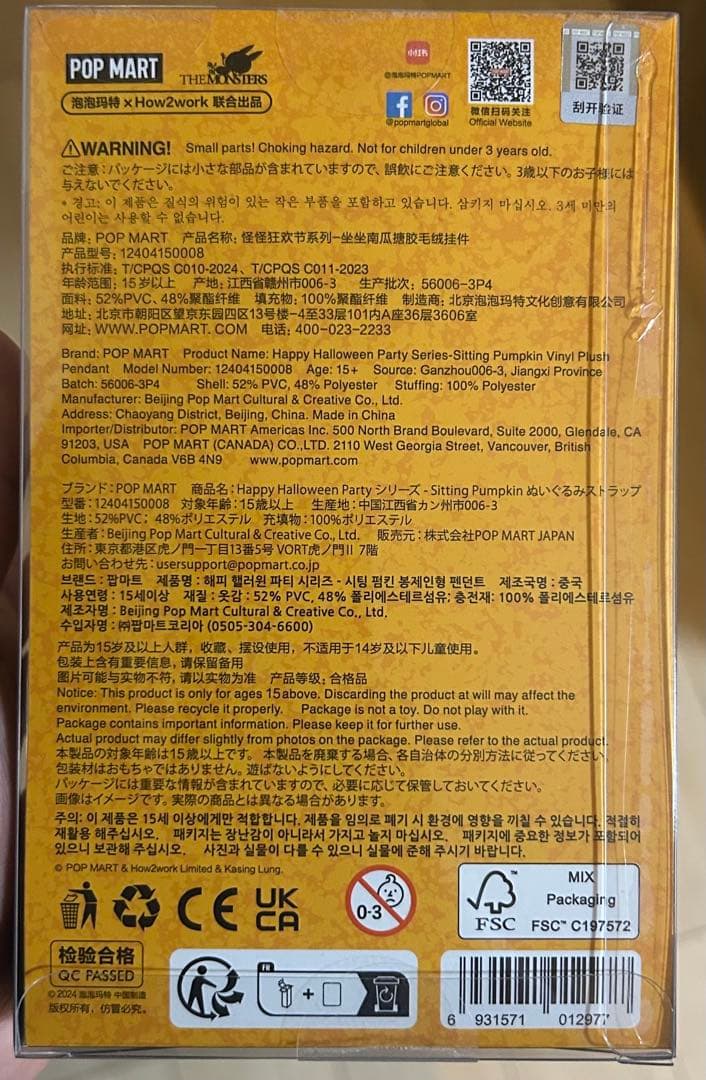 POP MART
THE MONSTERS
泡泡玛特 × How2work 联合出品
小红书
@泡泡玛特POPMART
@popmartglobal
微信扫码关注
Official Website
刮开验证
WARNING! Small parts! Choking hazard. Not for children under 3 years old.
ご注意：パッケージには小さな部品が含まれていますので、誤飲にご注意ください。3歳以下のお子様には
与えないでください。
* 경고: 이 제품은 질식의 위험이 있는 작은 부품을 포함하고 있습니다. 삼키지 마십시오. 3세 미만의
어린이는 사용할 수 없습니다.
品牌：POP MART 产品名称：怪怪狂欢节系列-坐坐南瓜搪胶毛绒挂件
产品型号：12404150008
执行标准：T/CPQS C010-2024、T/CPQS C011-2023
年龄范围：15岁以上 产地：江西省赣州市006-3 生产批次：56006-3P4
面料：52%PVC、48%聚酯纤维 填充物：100%聚酯纤维 制造商：北京泡泡玛特文化创意有限公司
地址：北京市朝阳区望京东园四区13号楼-4至33层101内A座36层3606室
网址：WWW.POPMART.COM 电话：400-023-2233
Brand: POP MART Product Name: Happy Halloween Party Series-Sitting Pumpkin Vinyl Plush
Pendant Model Number: 12404150008 Age: 15+ Source: Ganzhou006-3, Jiangxi Province
Batch: 56006-3P4 Shell: 52% PVC, 48% Polyester Stuffing: 100% Polyester
Manufacturer: Beijing Pop Mart Cultural & Creative Co., Ltd.
Address: Chaoyang District, Beijing, China. Made in China
Importer/Distributor: POP MART Americas Inc. 500 North Brand Boulevard, Suite 2000, Glendale, CA
91203, USA POP MART (CANADA) CO.,LTD. 2110 West Georgia Street, Vancouver, British
Columbia, Canada V6B 4N9 www.popmart.com
ブランド：POP MART 商品名：Happy Halloween Party シリーズ - Sitting Pumpkin ぬいぐるみストラップ
型番：12404150008 対象年齢：15歳以上 生産地：中国江西省カン州市006-3
生地：52%PVC；48%ポリエステル 充填物：100%ポリエステル
生産者：Beijing Pop Mart Cultural & Creative Co., Ltd. 販売元：株式会社POP MART JAPAN
住所：東京都港区虎ノ門一丁目13番5号 VORT虎ノ門II 7階
お問い合わせ先：usersupport@popmart.co.jp
브랜드 : 팝마트 제품명 : 해피 핼러윈 파티 시리즈 - 시팅 펌킨 봉제인형 펜던트 제조국명 : 중국
사용연령 : 15세이상 재질 : 옷감 : 52% PVC, 48% 폴리에스테르섬유: 충전재: 100% 폴리에스테르섬유
제조자명 : Beijing Pop Mart Cultural & Creative Co., Ltd.
수입자명 : ㈜팝마트코리아 (0505-304-6600)
产品为15岁及以上人群，收藏、摆设使用，不适用于14岁及以下儿童使用。
包装上含有重要信息，请保留备用
图片可能与实物不符，请以实物为准 产品等级：合格品
Notice: This product is only for ages 15 above. Discarding the product at will may affect the
environment. Please recycle it properly. Package is not a toy. Do not play with it.
Package contains important information. Please keep it for further use.
Actual product may differ slightly from photos on the package. Please refer to the actual product.
本製品の対象年齢は15歳以上です。 本製品を廃棄する場合、各自治体の分別方法に従ってください。
包装材はおもちゃではありません。遊ばないようにしてください。
パッケージには重要な情報が含まれていますので、必要に応じて保管しておいてください。
画像はイメージです。実際の商品とは異なる場合があります。
주의: 이 제품은 15세 이상에게만 적합합니다. 제품을 임의로 폐기 시 환경에 영향을 끼칠 수 있습니다. 적절히
재활용 해주십시오. 패키지는 장난감이 아니라서 가지고 놀지 마십시오. 패키지에 중요한 정보가 포함되어
있으니 보관해 주십시오. 사진과 실물이 다를 수 있으니 실물에 준해 주시기 바랍니다.
© POP MART & How2work Limited & Kasing Lung.
CE
UK
CA
0-3
FSC
MIX
Packaging
FSC™ C197572
检验合格
QC PASSED
© 2024 泡泡玛特 中国制造
版权所有，仿冒必究。
FR
+
6 931571 012977